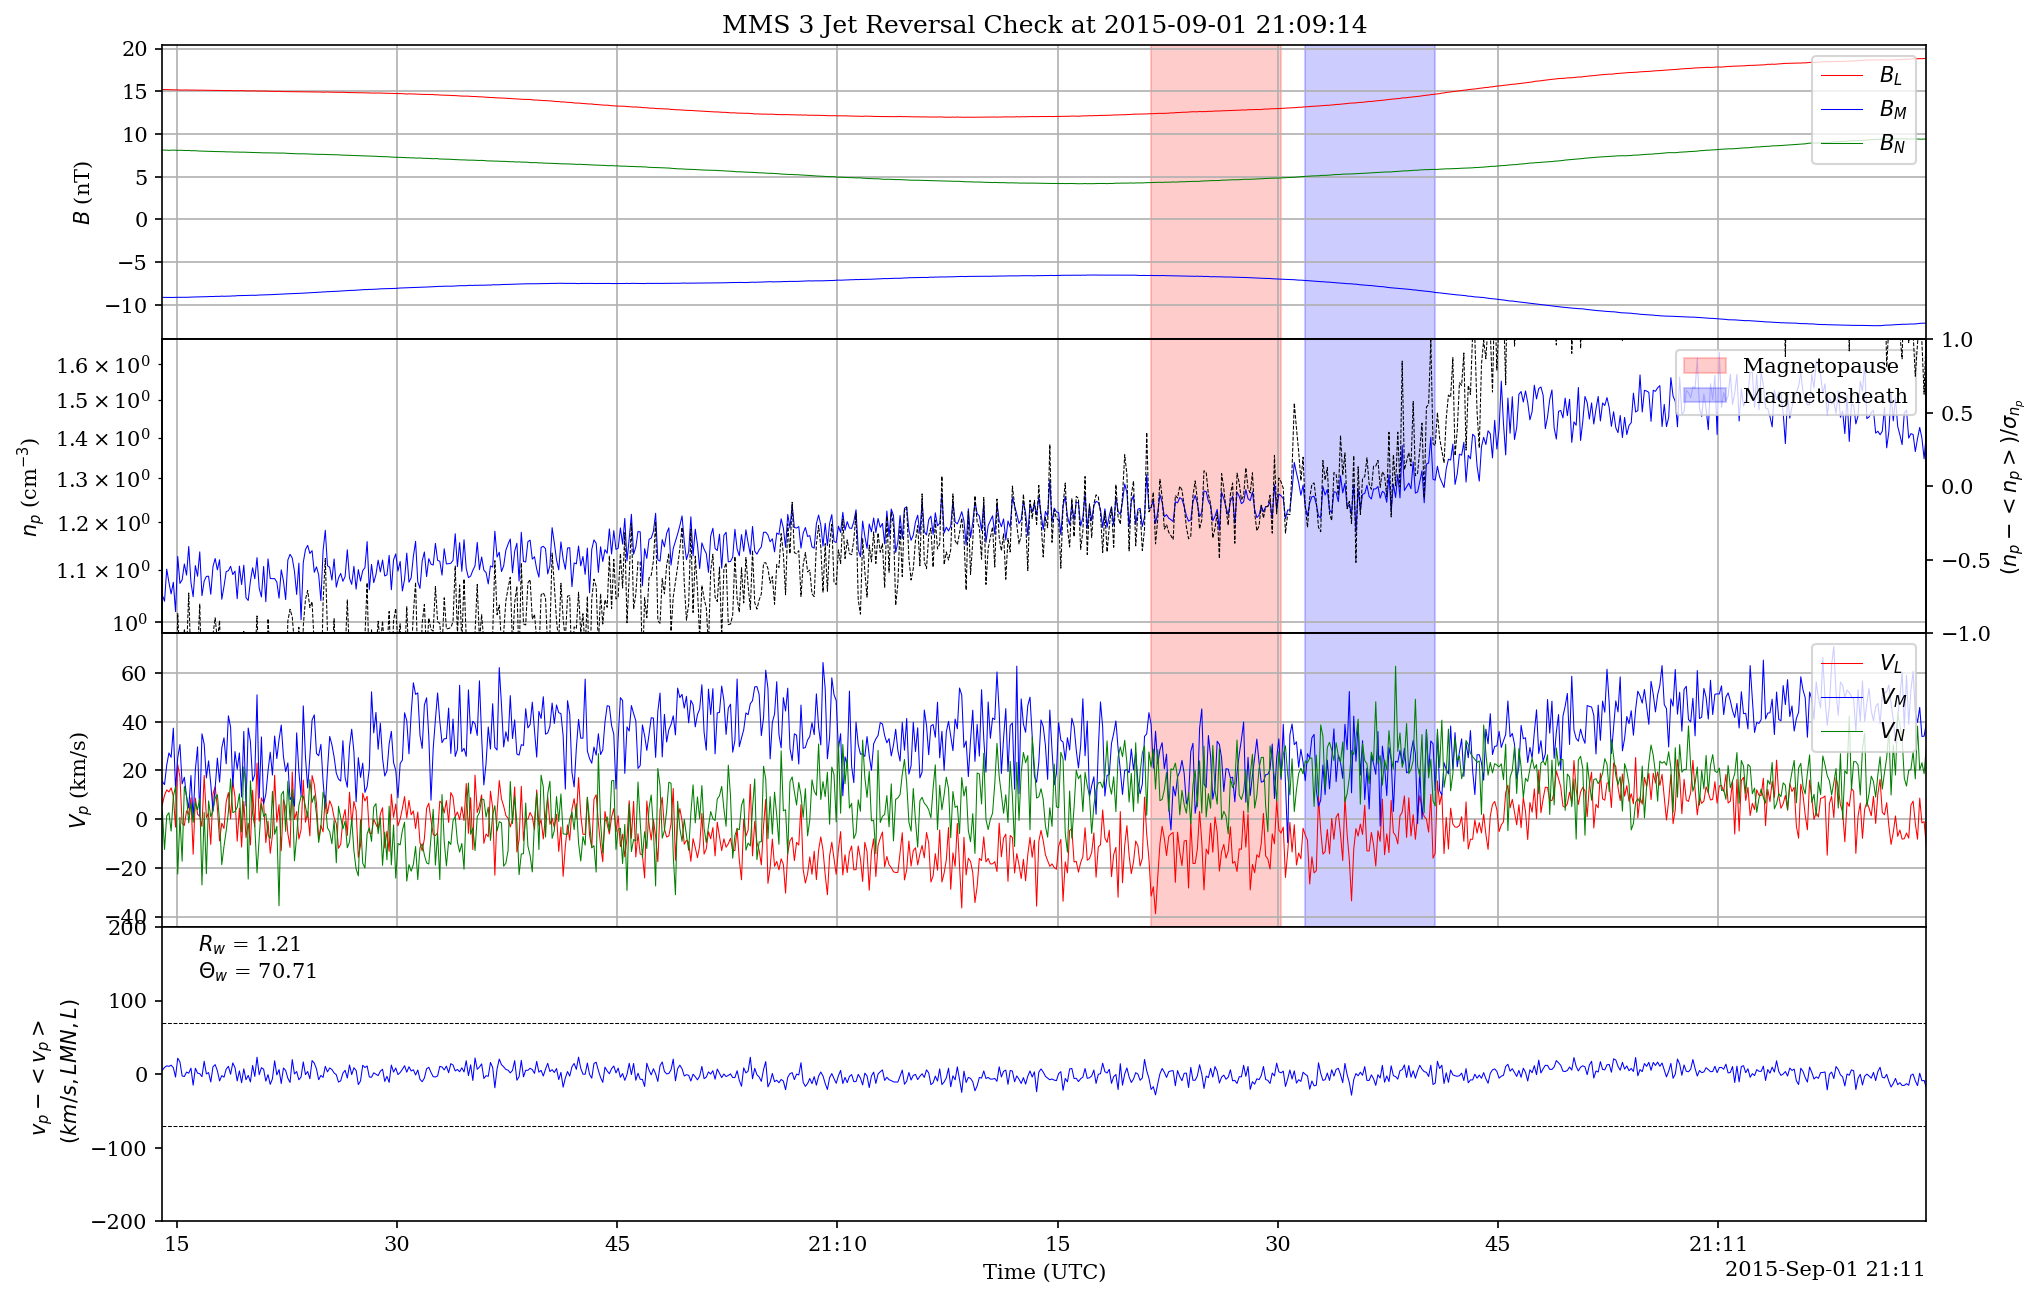 MMS 3 Jet Reversal Check at 2015-09-01 21:09:14
20
15
10
5
0
−5
−10
B (nT)
B_L
B_M
B_N
1.6 × 10^0
1.5 × 10^0
1.4 × 10^0
1.3 × 10^0
1.2 × 10^0
1.1 × 10^0
10^0
n_p (cm^−3)
Magnetopause
Magnetosheath
1.0
0.5
0.0
−0.5
−1.0
(n_p − < n_p >)/σ_{n_p}
60
40
20
0
−20
−40
V_p (km/s)
V_L
V_M
V_N
200
100
0
−100
−200
v_p − < v_p >
(km/s, LMN, L)
R_w = 1.21
Θ_w = 70.71
15 30 45 21:10 15 30 45 21:11
Time (UTC)
2015-Sep-01 21:11